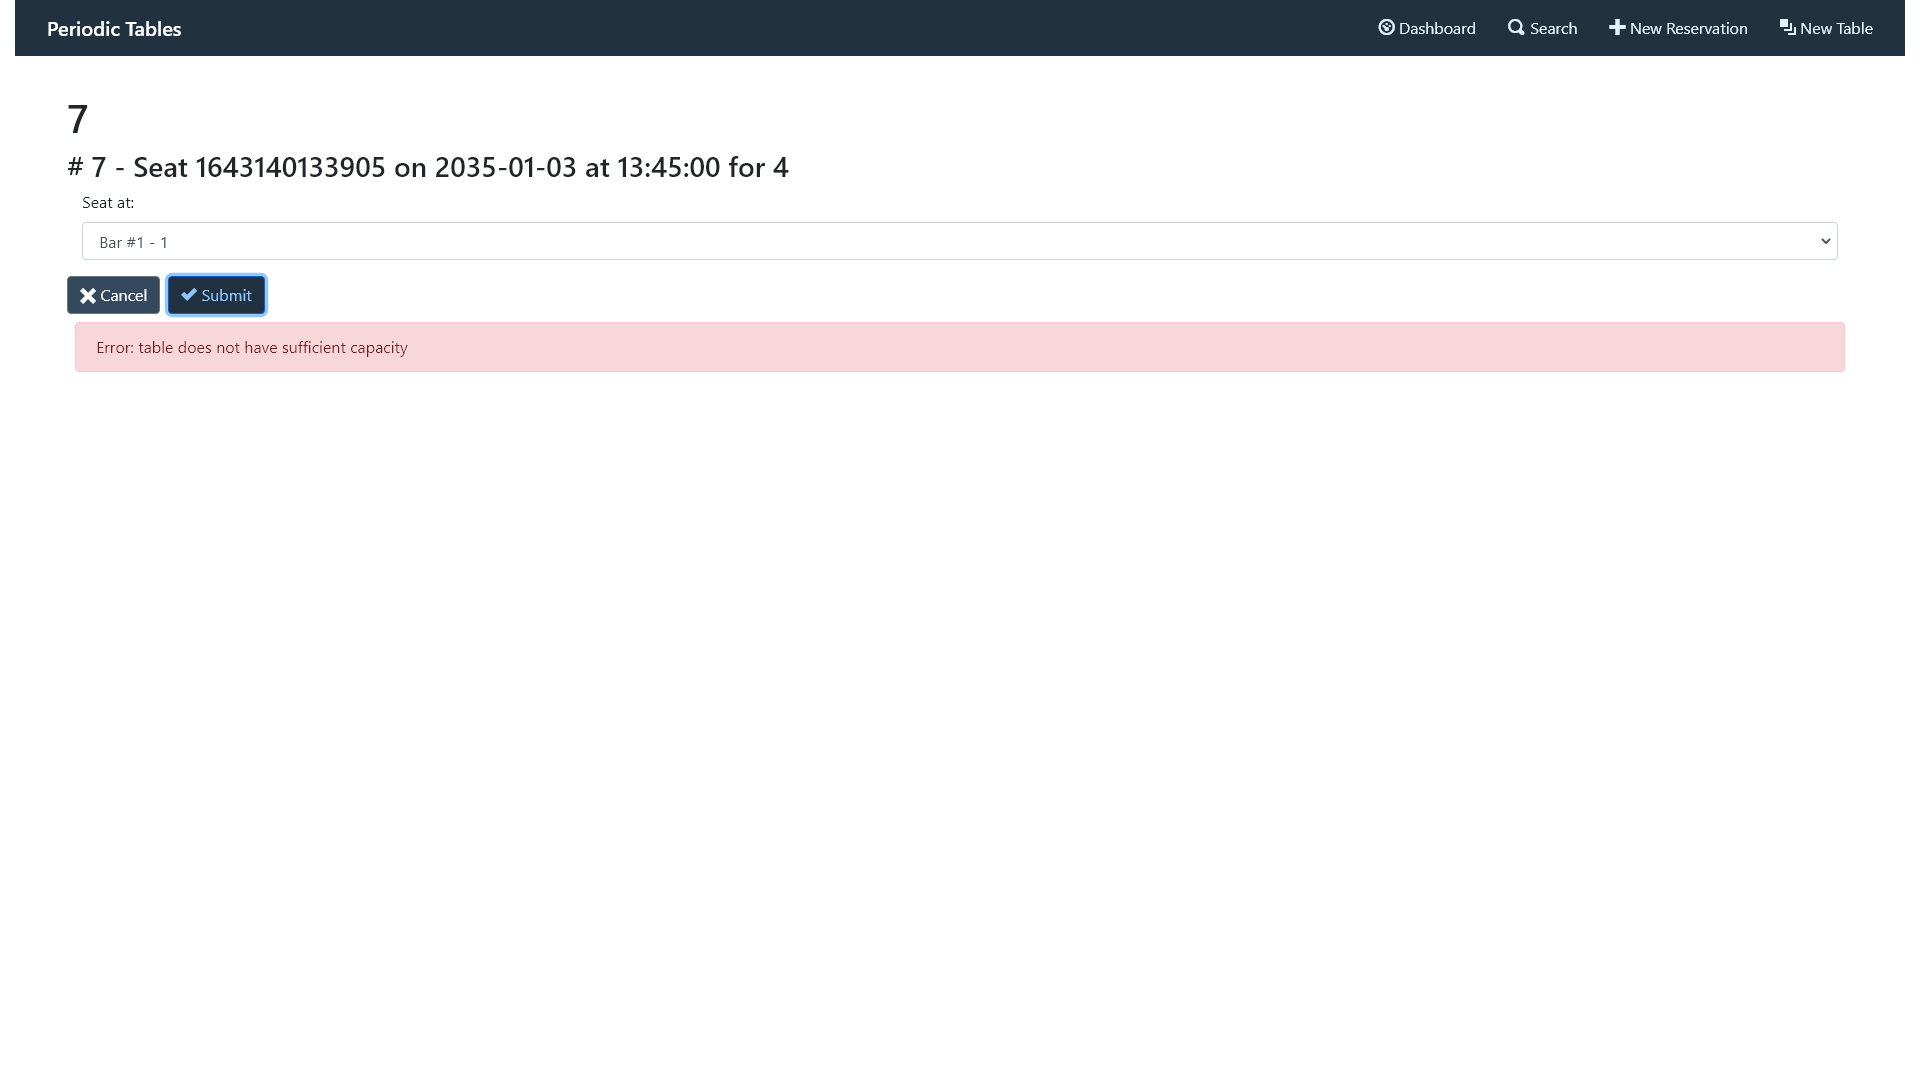 Periodic Tables
Dashboard
Search
New Reservation
New Table
7
# 7 - Seat 1643140133905 on 2035-01-03 at 13:45:00 for 4
Seat at:
Bar #1 - 1
Cancel
Submit
Error: table does not have sufficient capacity